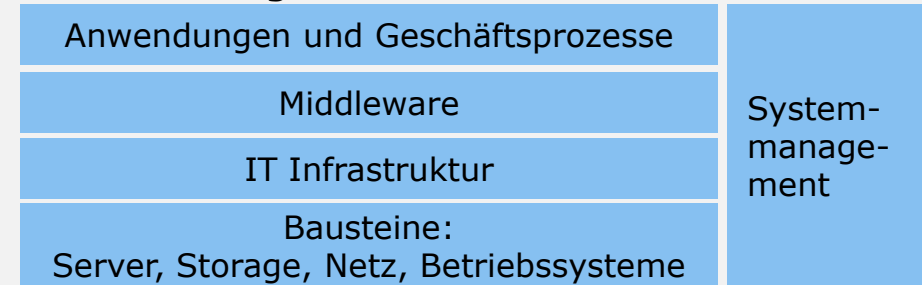 Anwendungen und Geschäftsprozesse
Middleware
IT Infrastruktur
Bausteine:
Server, Storage, Netz, Betriebssysteme
System-
manage-
ment